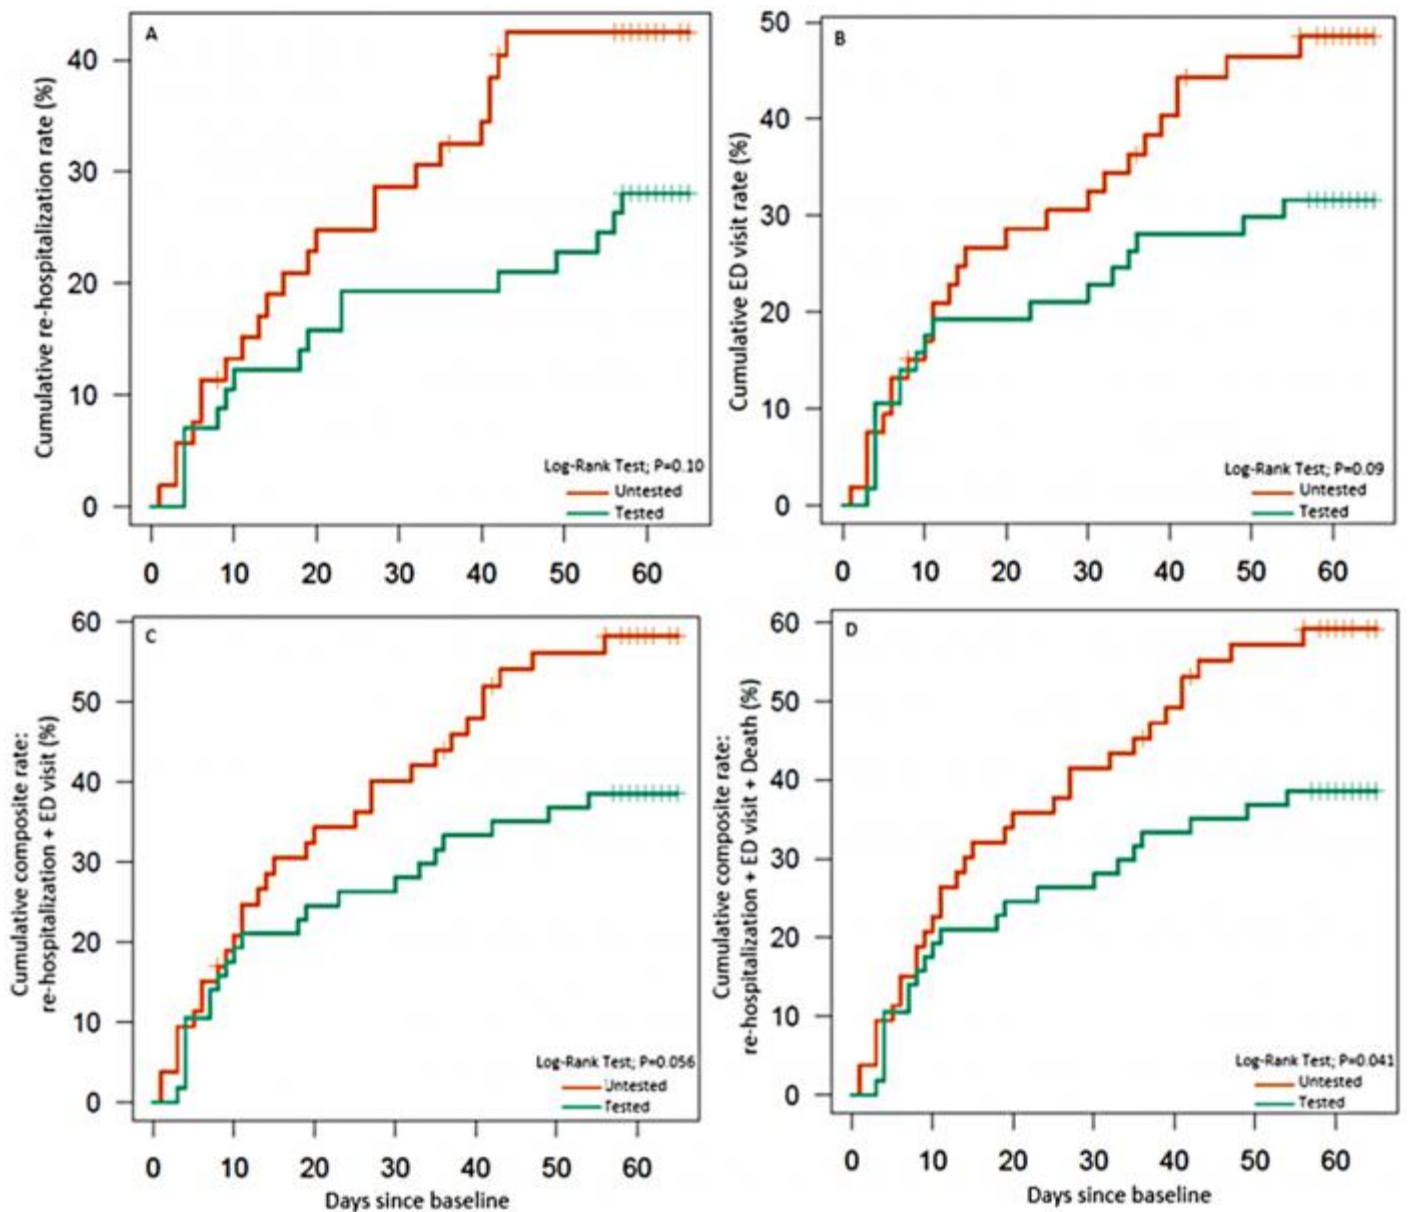 A
Cumulative re-hospitalization rate (%)
40
30
20
10
0
Log-Rank Test; P=0.10
Untested
Tested
0 10 20 30 40 50 60
B
Cumulative ED visit rate (%)
50
40
30
20
10
0
Log-Rank Test; P=0.09
Untested
Tested
0 10 20 30 40 50 60
C
Cumulative composite rate:
re-hospitalization + ED visit (%)
60
50
40
30
20
10
0
Log-Rank Test; P=0.056
Untested
Tested
0 10 20 30 40 50 60
Days since baseline
D
Cumulative composite rate:
re-hospitalization + ED visit + Death (%)
60
50
40
30
20
10
0
Log-Rank Test; P=0.041
Untested
Tested
0 10 20 30 40 50 60
Days since baseline